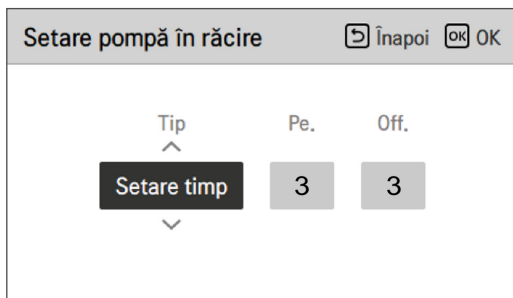 Setare pompă în răcire Înapoi OK OK
Tip Pe. Off.
Setare timp 3 3